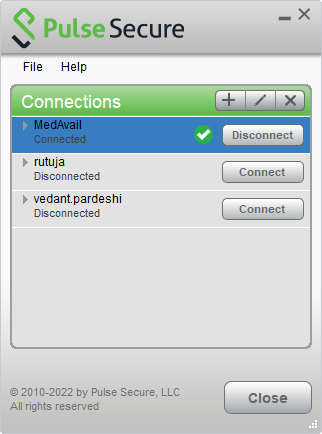 Pulse Secure
File Help
Connections
MedAvail
Connected
Disconnect
rutuja
Disconnected
Connect
vedant.pardeshi
Disconnected
Connect
© 2010-2022 by Pulse Secure, LLC
All rights reserved
Close